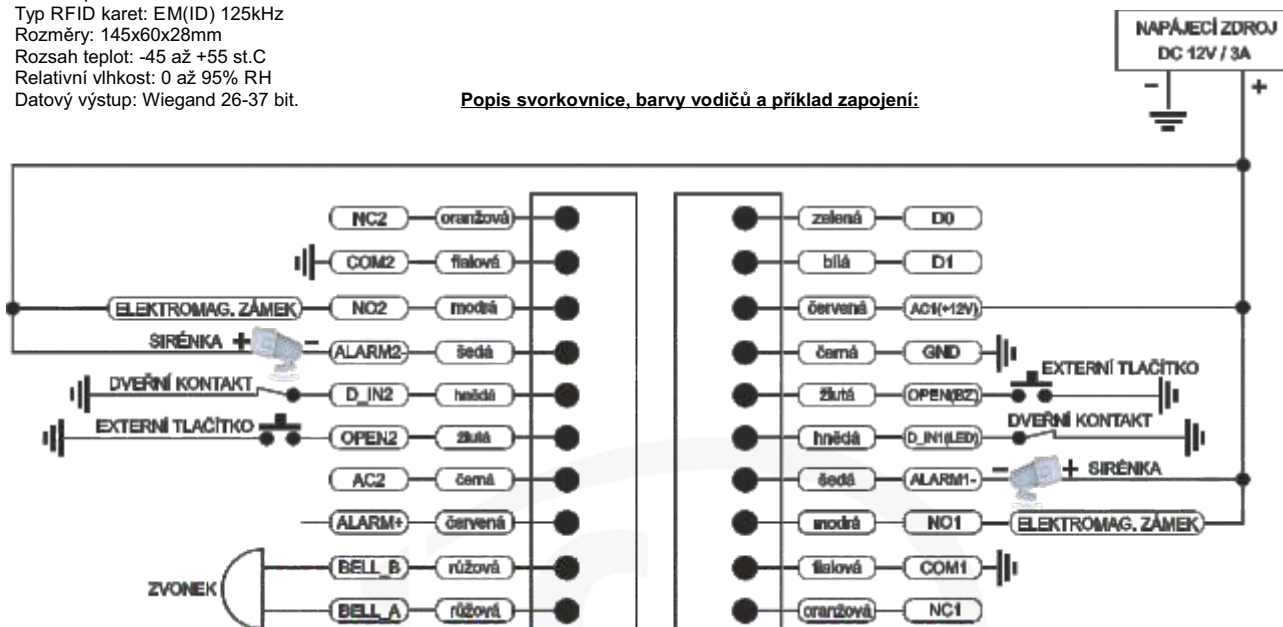 Typ RFID karet: EM(ID) 125kHz
Rozměry: 145x60x28mm
Rozsah teplot: -45 až +55 st.C
Relativní vlhkost: 0 až 95% RH
Datový výstup: Wiegand 26-37 bit.
Popis svorkovnice, barvy vodičů a příklad zapojení:
NAPÁJECÍ ZDROJ
DC 12V / 3A
- +
NC2 oranžová zelená D0
COM2 fialová bílá D1
ELEKTROMAG. ZÁMEK NO2 modrá červená AC1(+12V)
SIRÉNKA + - ALARM2- šedá černá GND
EXTERNÍ TLAČÍTKO
DVEŘNÍ KONTAKT D_IN2 hnědá žlutá OPEN(BZ)
DVEŘNÍ KONTAKT
EXTERNÍ TLAČÍTKO OPEN2 žlutá hnědá D_IN1(LED)
AC2 černá šedá ALARM1- - + SIRÉNKA
ALARM+ červená modrá NO1 ELEKTROMAG. ZÁMEK
ZVONEK BELL_B růžová fialová COM1
BELL_A růžová oranžová NC1